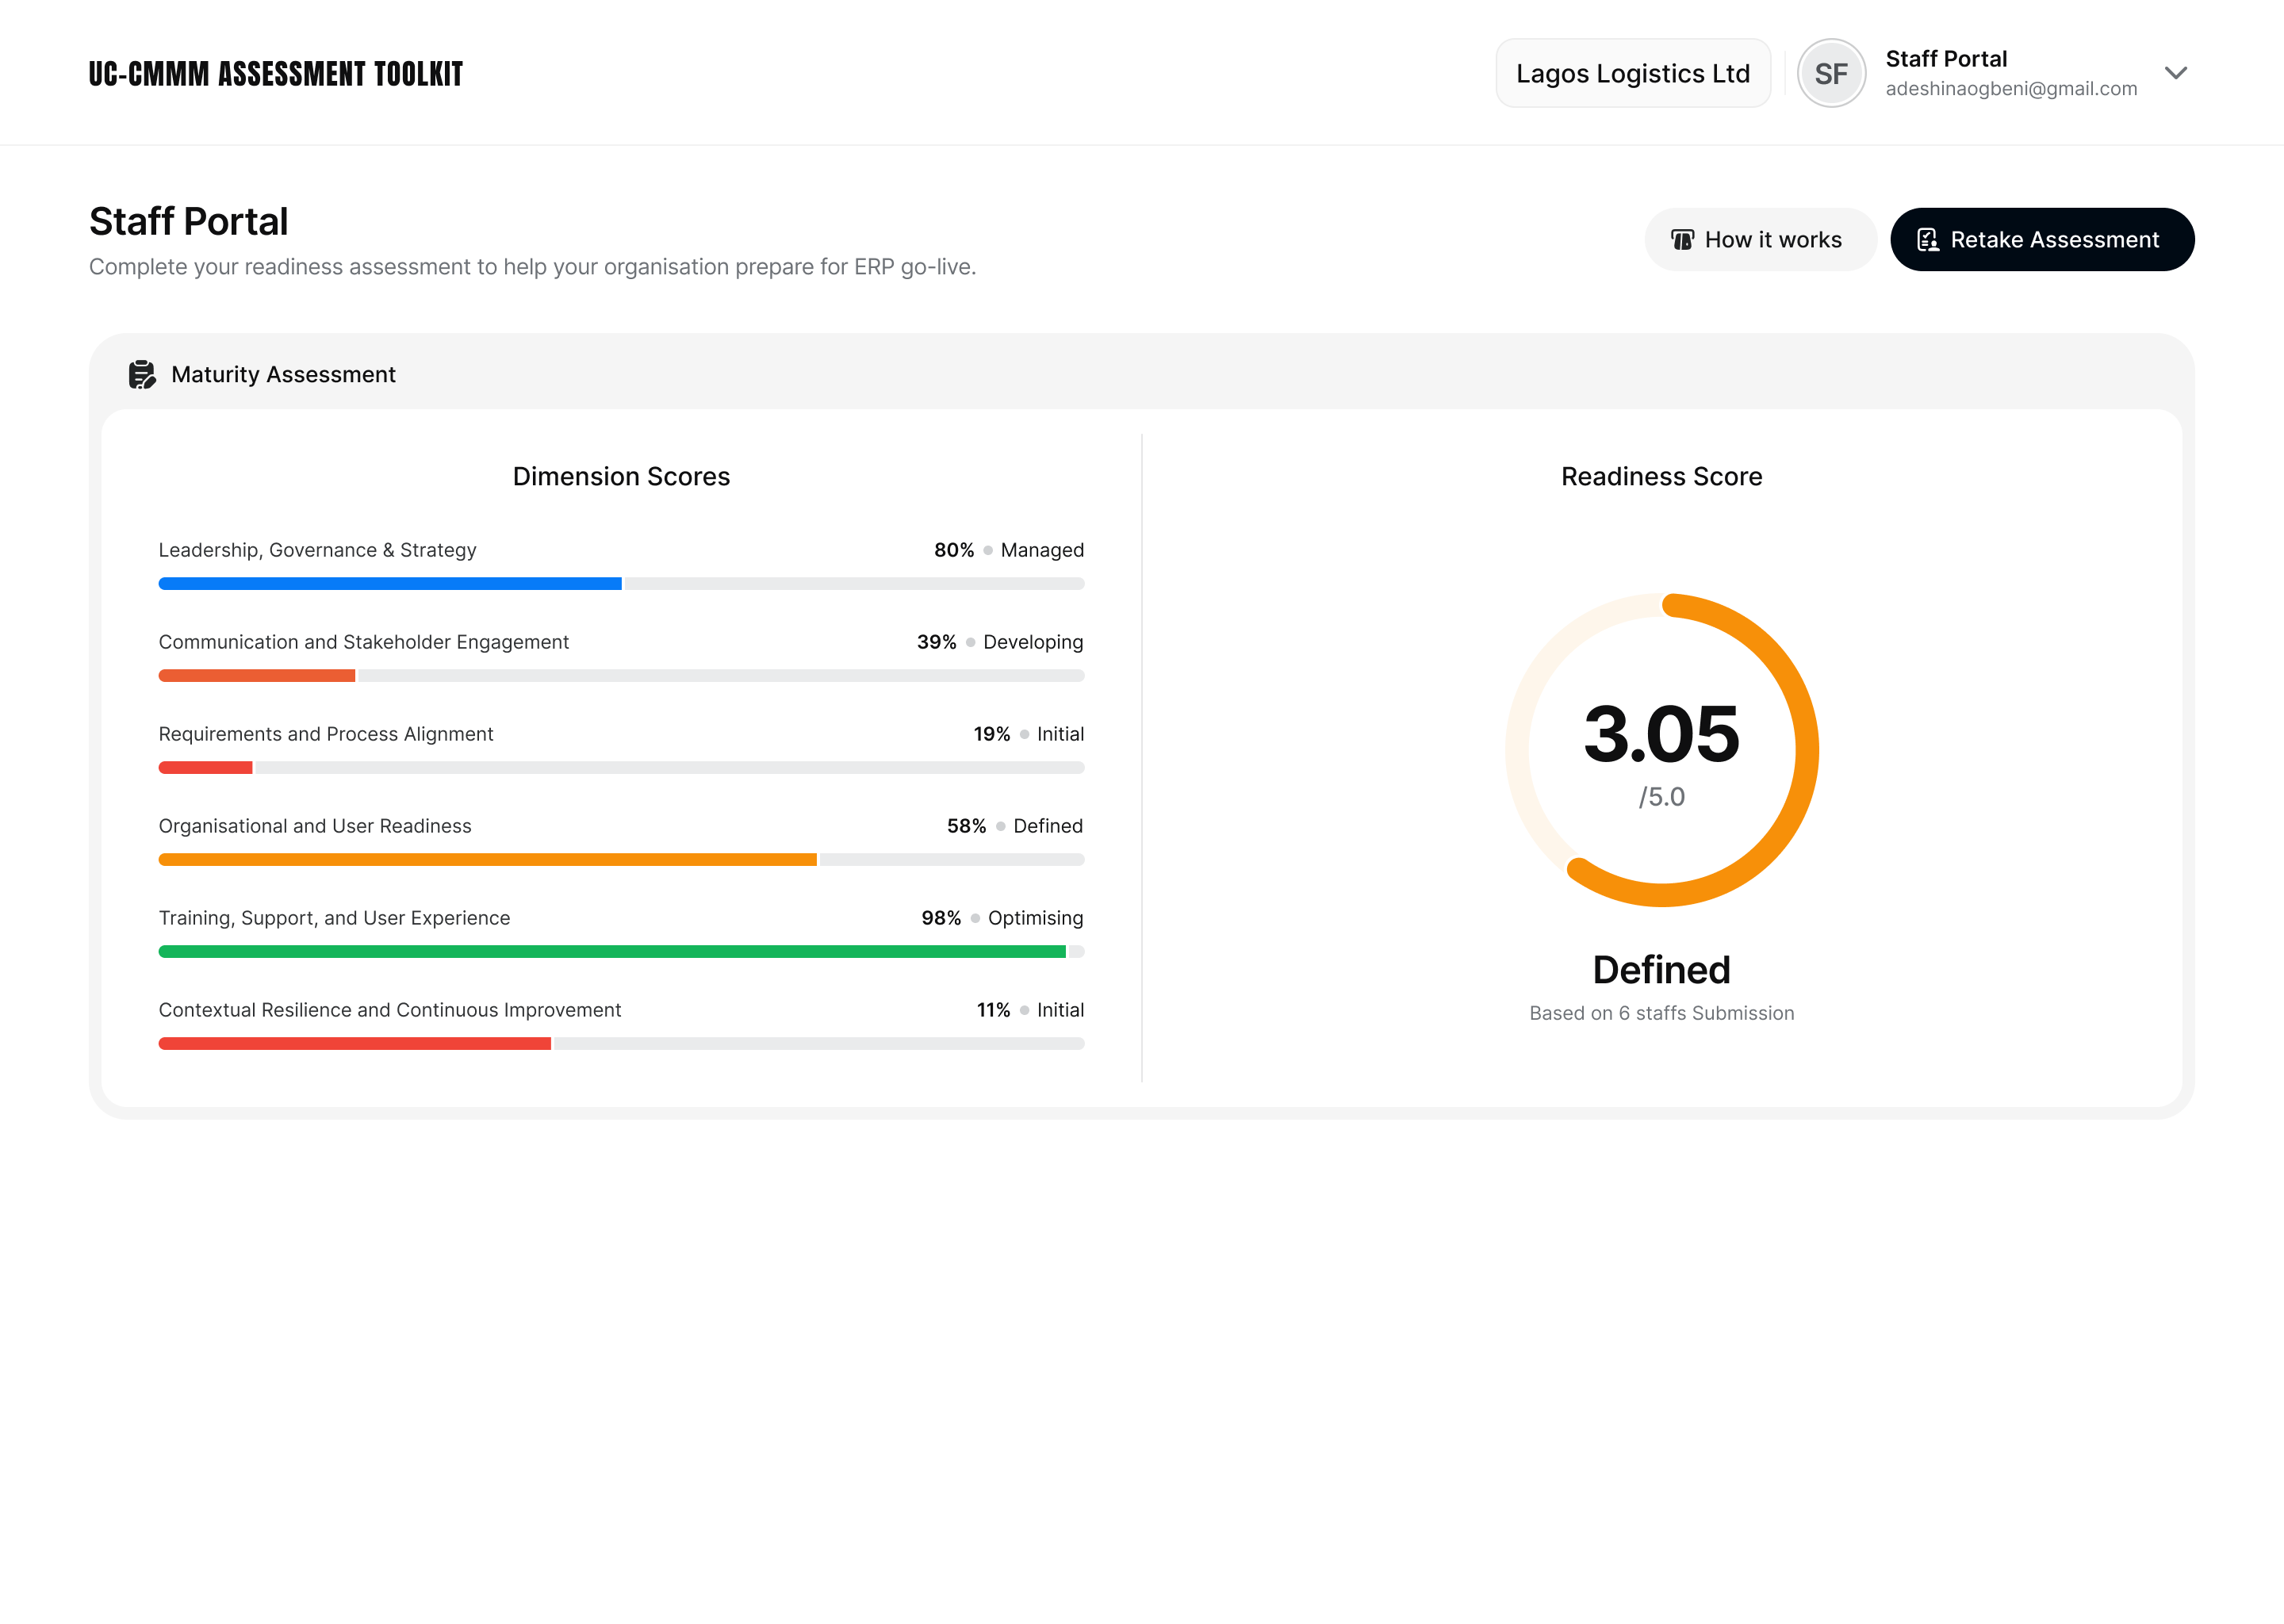 UC-CMMM ASSESSMENT TOOLKIT
Lagos Logistics Ltd
SF
Staff Portal
adeshinaogbeni@gmail.com
Staff Portal
Complete your readiness assessment to help your organisation prepare for ERP go-live.
How it works
Retake Assessment
Maturity Assessment
Dimension Scores
Leadership, Governance & Strategy
80% Managed
Communication and Stakeholder Engagement
39% Developing
Requirements and Process Alignment
19% Initial
Organisational and User Readiness
58% Defined
Training, Support, and User Experience
98% Optimising
Contextual Resilience and Continuous Improvement
11% Initial
Readiness Score
3.05
/5.0
Defined
Based on 6 staffs Submission